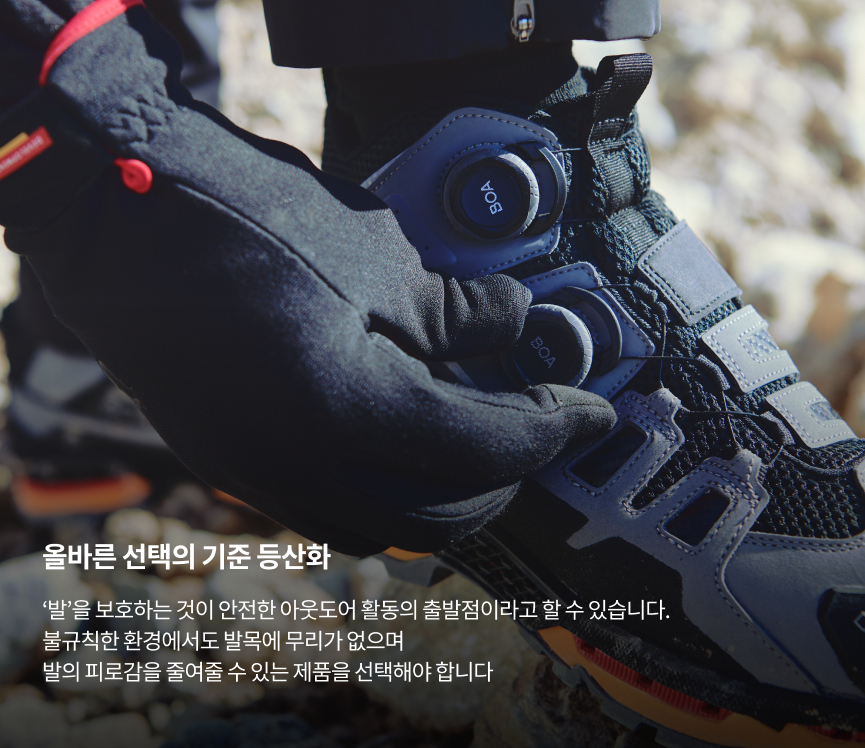 BOA
BOA
올바른 선택의 기준 등산화
‘발’을 보호하는 것이 안전한 아웃도어 활동의 출발점이라고 할 수 있습니다.
불규칙한 환경에서도 발목에 무리가 없으며
발의 피로감을 줄여줄 수 있는 제품을 선택해야 합니다